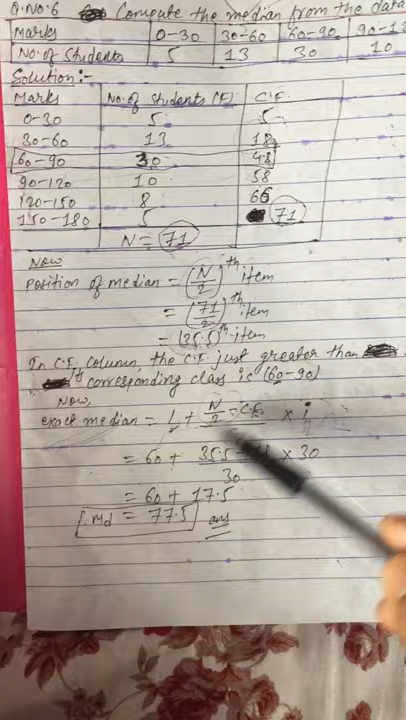 Q.NO.6 Compute the median from the data
Marks 0-30 30-60 60-90 90-12
No. of Students 5 13 30 10
Solution:-
Marks No. of Students (F) C.F.
0-30 5 5
30-60 13 18
60-90 30 48
90-120 10 58
120-150 8 66
150-180 5 71
N = 71
Now
Position of median = (N/2)th item
= (71/2)th item
= (25.5)th item
In C.F. Column, the C.F. just greater than
corresponding class is (60-90)
Now,
exact median = l + N/2 - C.F. × i
= 60 + 35.5 - 18 × 30
30
= 60 + 17.5
Md = 77.5 ans